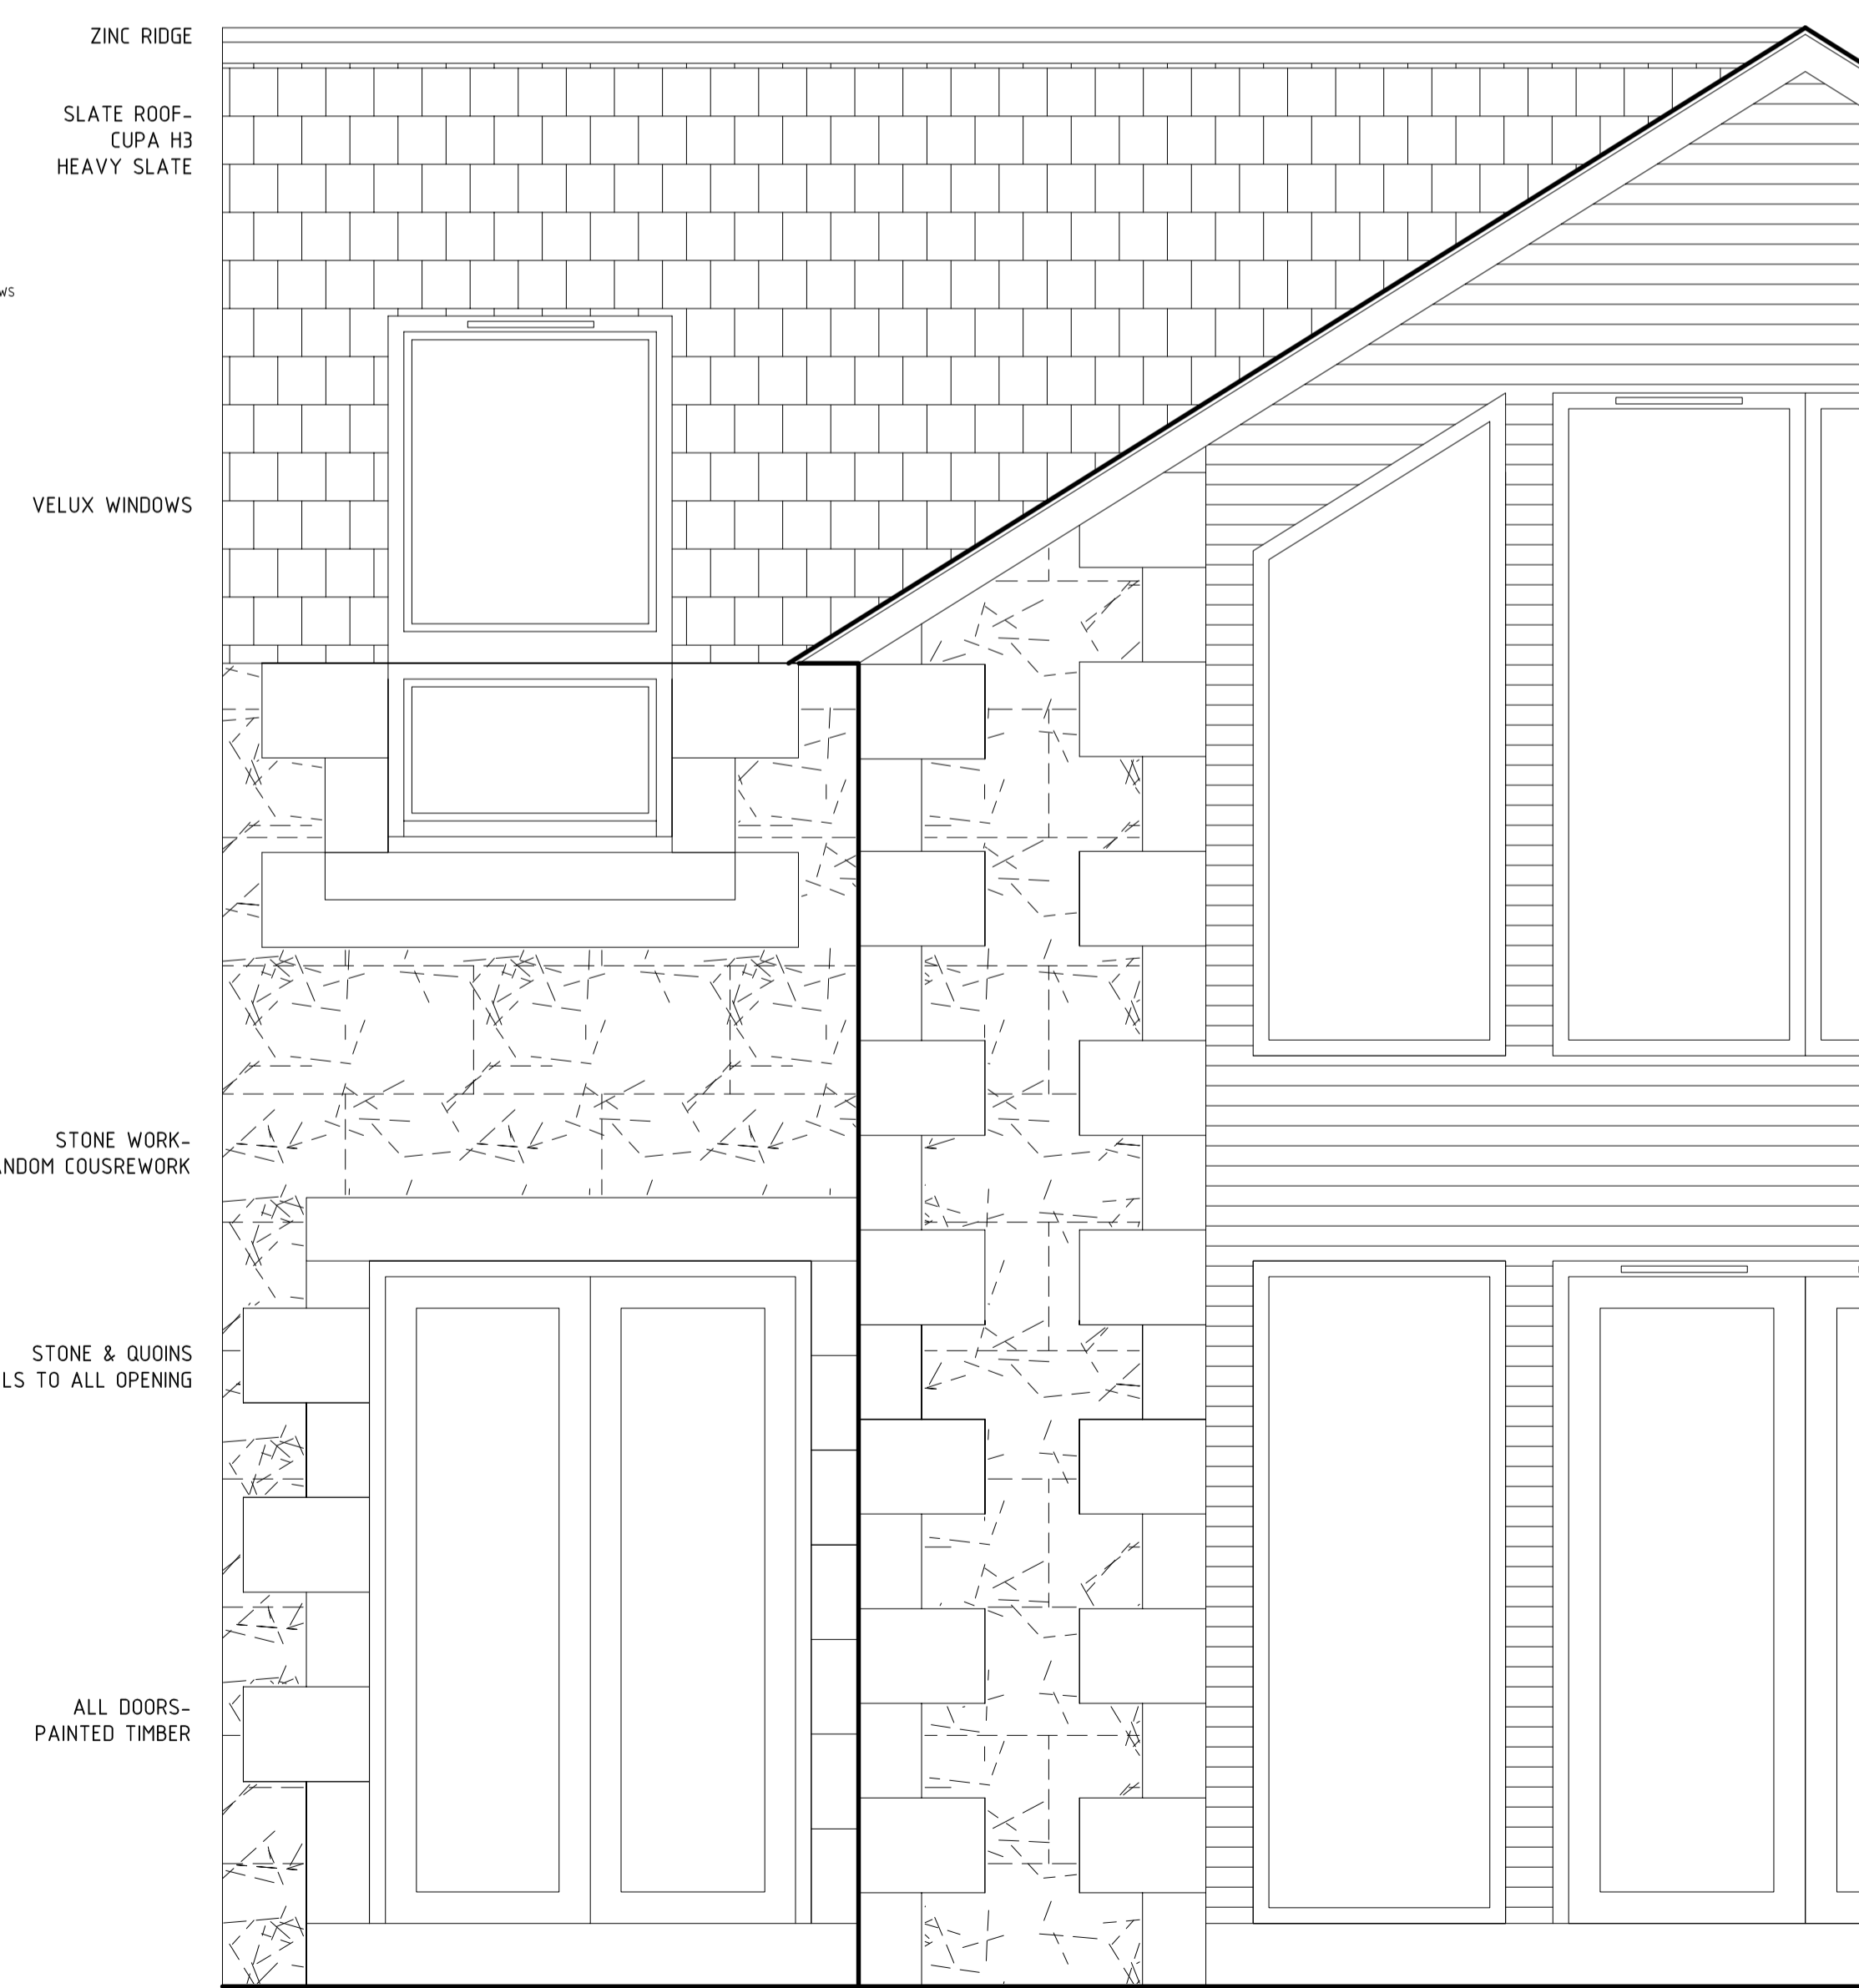 ZINC RIDGE
SLATE ROOF-
CUPA H3
HEAVY SLATE
VELUX WINDOWS
STONE WORK-
COUSREWORK
STONE & QUOINS
TO ALL OPENING
ALL DOORS-
PAINTED TIMBER